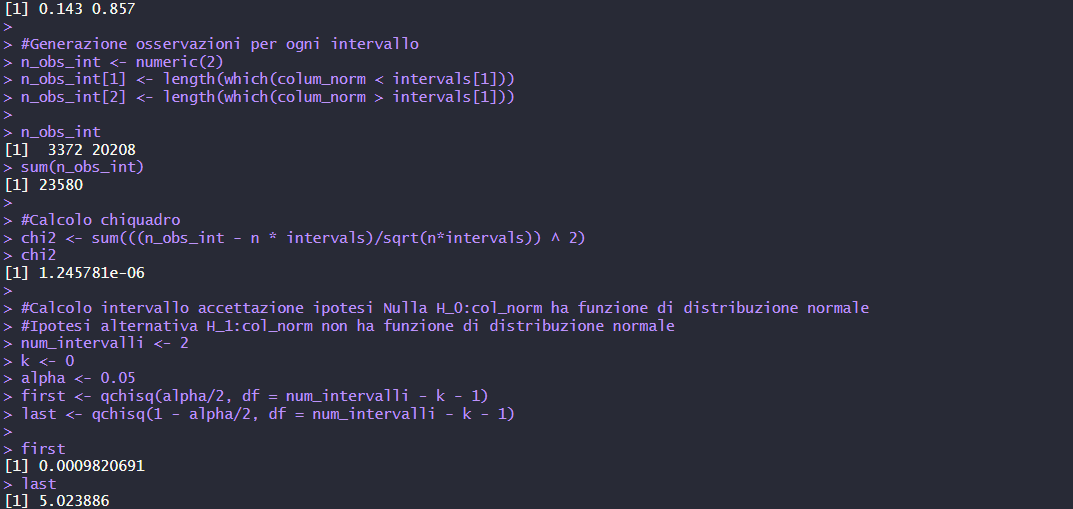 [1] 0.143 0.857
>
> #Generazione osservazioni per ogni intervallo
> n_obs_int <- numeric(2)
> n_obs_int[1] <- length(which(colum_norm < intervals[1]))
> n_obs_int[2] <- length(which(colum_norm > intervals[1]))
>
> n_obs_int
[1]  3372 20208
> sum(n_obs_int)
[1] 23580
>
> #Calcolo chiquadro
> chi2 <- sum(((n_obs_int - n * intervals)/sqrt(n*intervals)) ^ 2)
> chi2
[1] 1.245781e-06
>
> #Calcolo intervallo accettazione ipotesi Nulla H_0:col_norm ha funzione di distribuzione normale
> #Ipotesi alternativa H_1:col_norm non ha funzione di distribuzione normale
> num_intervalli <- 2
> k <- 0
> alpha <- 0.05
> first <- qchisq(alpha/2, df = num_intervalli - k - 1)
> last <- qchisq(1 - alpha/2, df = num_intervalli - k - 1)
>
> first
[1] 0.0009820691
> last
[1] 5.023886